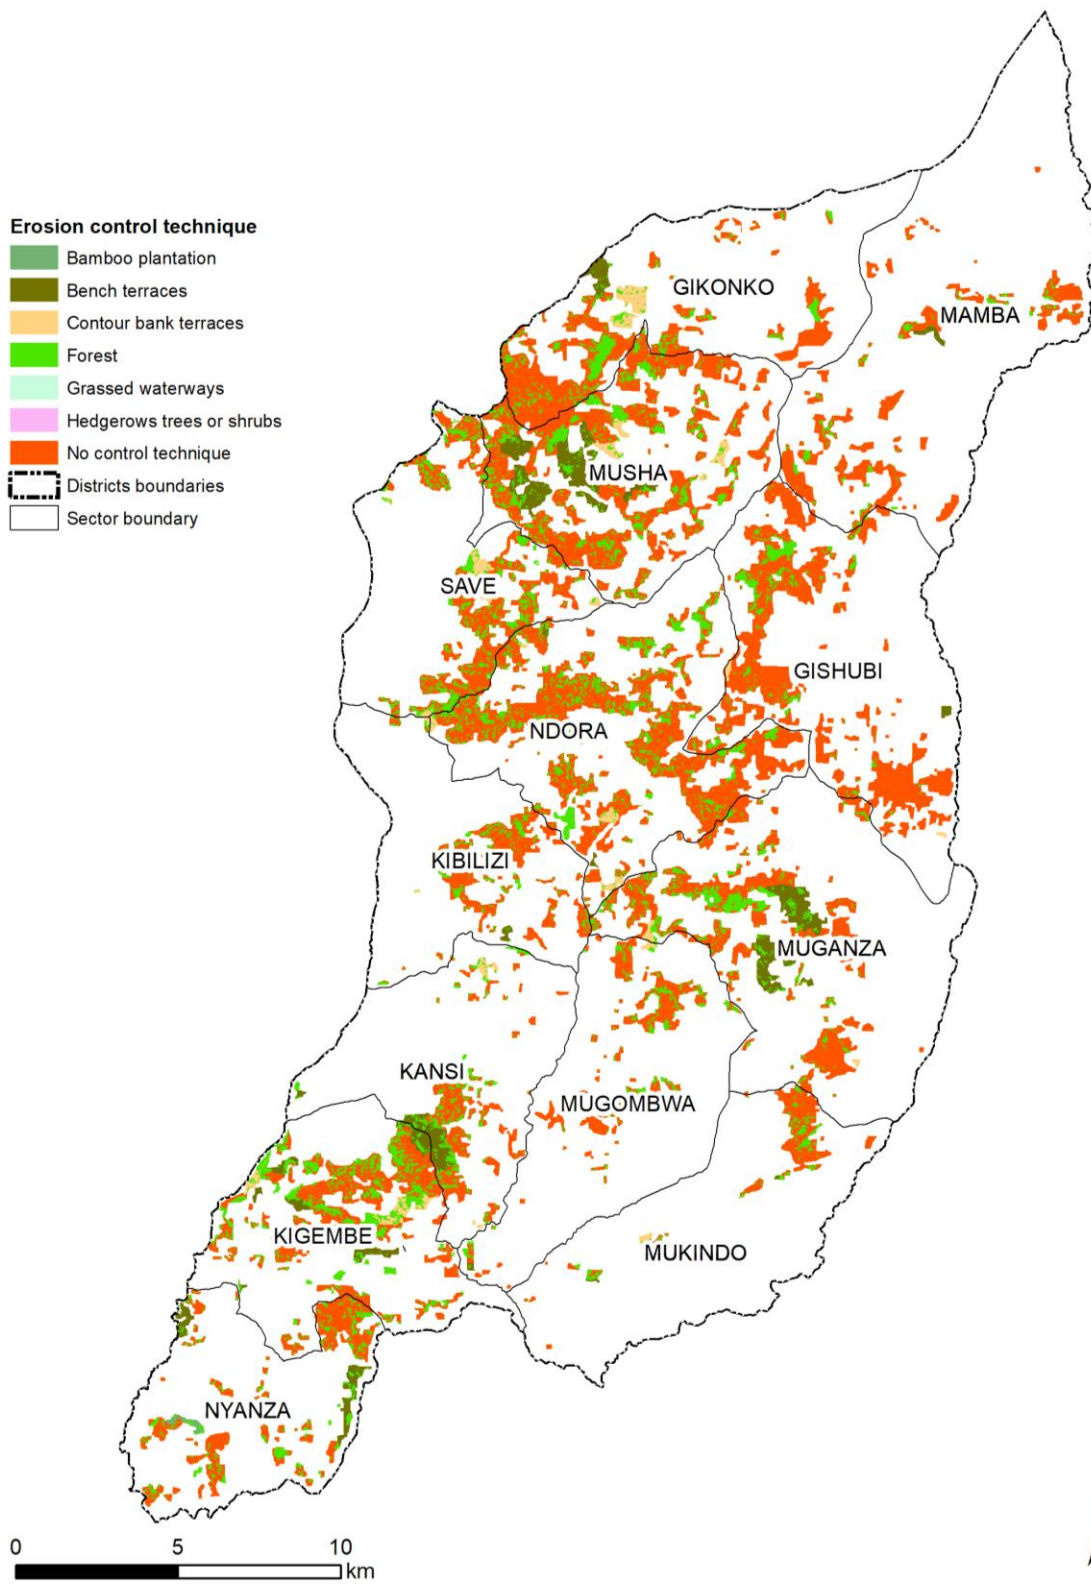 Erosion control technique
Bamboo plantation
Bench terraces
Contour bank terraces
Forest
Grassed waterways
Hedgerows trees or shrubs
No control technique
Districts boundaries
Sector boundary
GIKONKO
MAMBA
MUSHA
SAVE
GISHUBI
NDORA
KIBILIZI
MUGANZA
KANSI
MUGOMBWA
KIGEMBE
MUKINDO
NYANZA
0 5 10
km